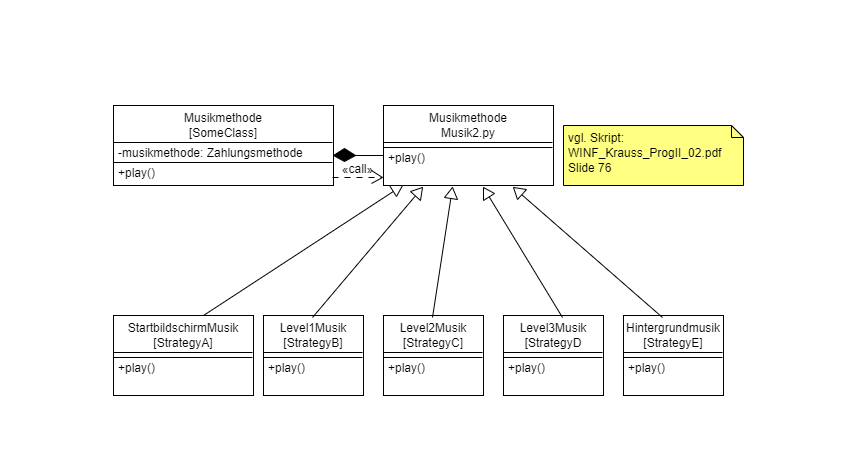 Musikmethode
[SomeClass]
-musikmethode: Zahlungsmethode
+play()
«call»
Musikmethode
Musik2.py
+play()
vgl. Skript:
WINF_Krauss_ProgII_02.pdf
Slide 76
StartbildschirmMusik
[StrategyA]
+play()
Level1Musik
[StrategyB]
+play()
Level2Musik
[StrategyC]
+play()
Level3Musik
[StrategyD
+play()
Hintergrundmusik
[StrategyE]
+play()